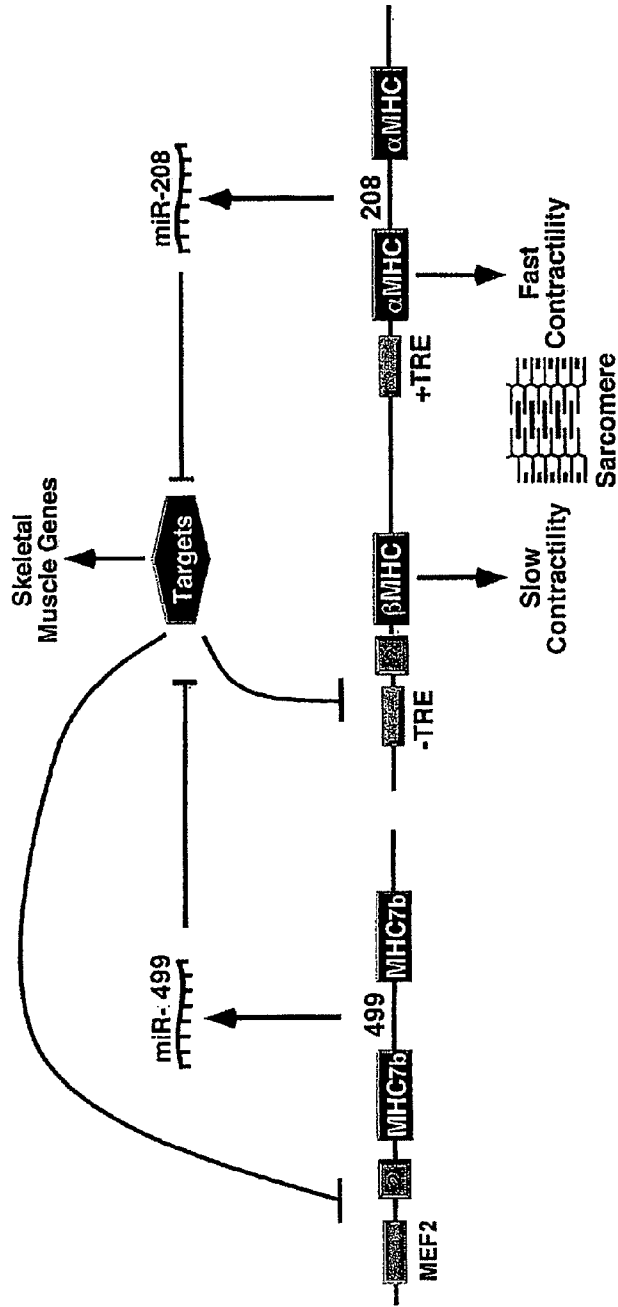 Skeletal
Muscle Genes
miR-499
Targets
miR-208
499
208
MHC7b
MHC7b
βMHC
αMHC
αMHC
MEF2
-TRE
+TRE
Slow
Contractility
Sarcomere
Fast
Contractility